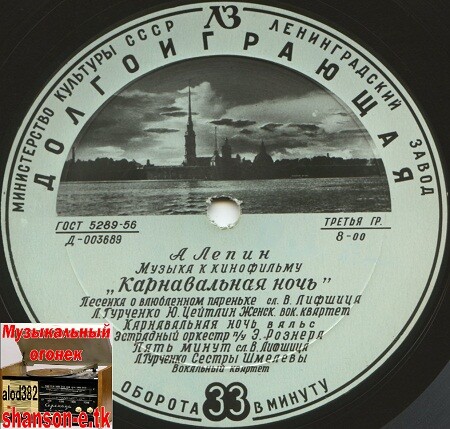 ЛЗ
МИНИСТЕРСТВО КУЛЬТУРЫ СССР
ЛЕНИНГРАДСКИЙ ЗАВОД
ДОЛГОИГРАЮЩАЯ
ГОСТ 5289-56
ТРЕТЬЯ ГР.
Д-003689
8-00
А Лепин
Музыка к кинофильму
„Карнавальная ночь"
Песенка о влюбленном пареньке сл. В. Лифшица
Л. Гурченко Ю. Цейтлин Женск. вок. квартет
Карнавальная ночь вальс
Эстрадный оркестр п/у Э. Рознера
Пять минут сл. В. Лифшица
Л. Гурченко Сестры Шмелевы
Вокальный квартет
33 ОБОРОТА В МИНУТУ
Музыкальный
огонек
alod382
shanson-e.tk